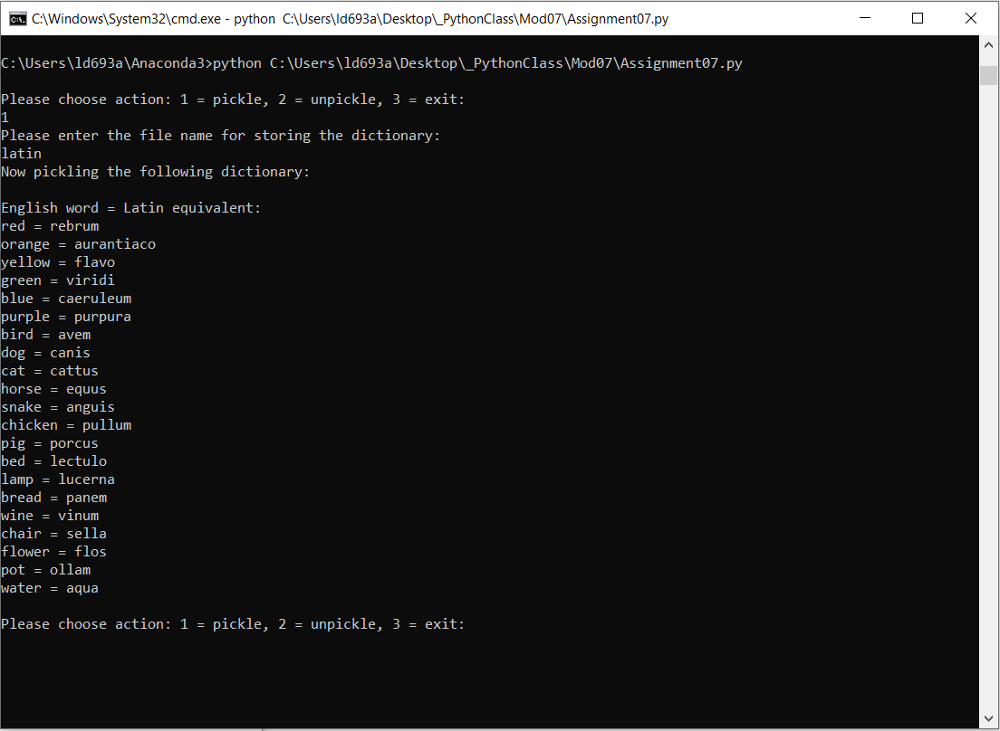 C:\Windows\System32\cmd.exe - python  C:\Users\ld693a\Desktop\_PythonClass\Mod07\Assignment07.py
C:\Users\ld693a\Anaconda3>python C:\Users\ld693a\Desktop\_PythonClass\Mod07\Assignment07.py
Please choose action: 1 = pickle, 2 = unpickle, 3 = exit:
1
Please enter the file name for storing the dictionary:
latin
Now pickling the following dictionary:
English word = Latin equivalent:
red = rebrum
orange = aurantiaco
yellow = flavo
green = viridi
blue = caeruleum
purple = purpura
bird = avem
dog = canis
cat = cattus
horse = equus
snake = anguis
chicken = pullum
pig = porcus
bed = lectulo
lamp = lucerna
bread = panem
wine = vinum
chair = sella
flower = flos
pot = ollam
water = aqua
Please choose action: 1 = pickle, 2 = unpickle, 3 = exit: